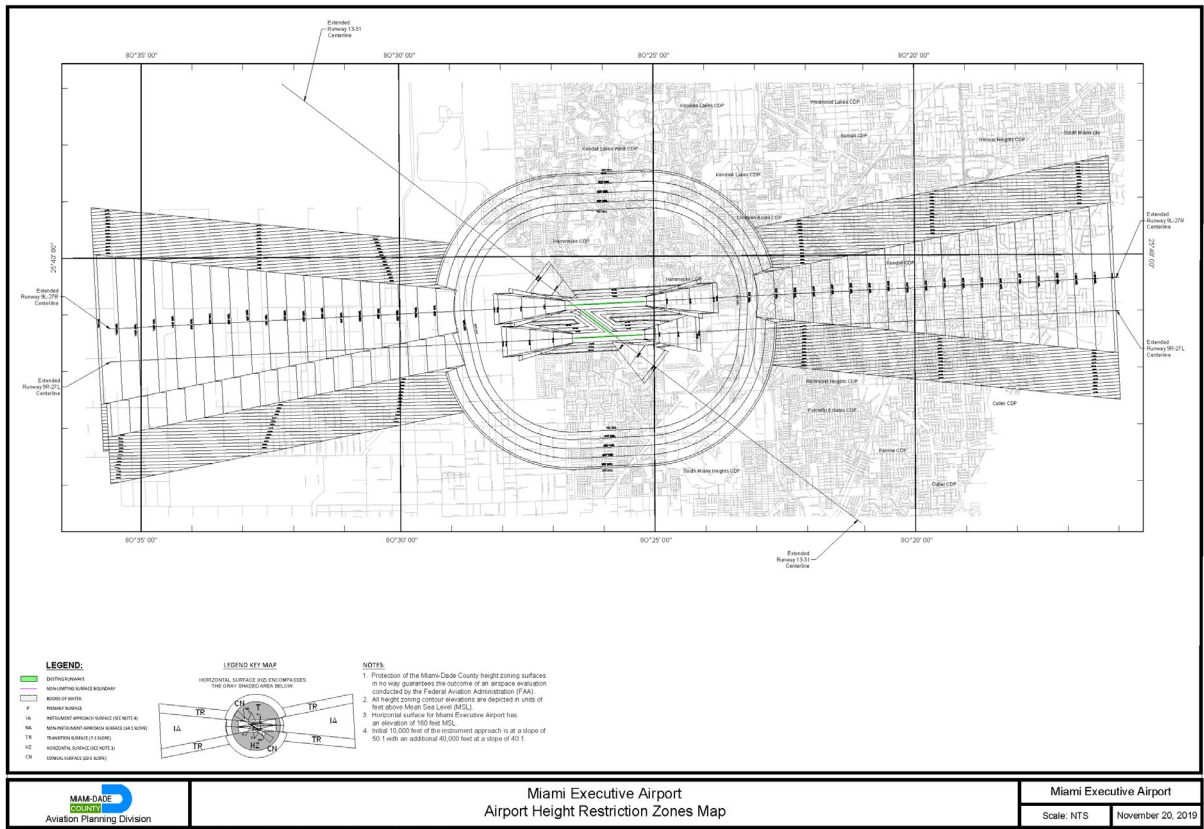 Extended
Runway 13-31
Centerline
80°35' 00"
80°30' 00"
80°25' 00"
80°20' 00"
Kendale Lakes CDP
Westwood Lakes CDP
Sunset CDP
Glenvar Heights CDP
South Miami city
Kendall Lakes West CDP
Kendale Lakes CDP
Hammocks CDP
Hammocks CDP
Kendall CDP
Extended
Runway 9L-27R
Centerline
25°40' 00"
25°40' 00"
Extended
Runway 9L-27R
Centerline
Extended
Runway 9R-27L
Centerline
Extended
Runway 9R-27L
Centerline
Richmond Heights CDP
Cutler CDP
Palmetto Estates CDP
Perrine CDP
South Miami Heights CDP
Cutler CDP
80°35' 00"
80°30' 00"
80°25' 00"
80°20' 00"
Extended
Runway 13-31
Centerline
LEGEND:
EXISTING RUNWAYS
NON-LIMITING SURFACE BOUNDARY
BODIES OF WATER
P PRIMARY SURFACE
IA INSTRUMENT APPROACH SURFACE (SEE NOTE 4)
NA NON-INSTRUMENT APPROACH SURFACE (34:1 SLOPE)
TR TRANSITION SURFACE (7:1 SLOPE)
HZ HORIZONTAL SURFACE (SEE NOTE 3)
CN CONICAL SURFACE (20:1 SLOPE)
LEGEND KEY MAP
HORIZONTAL SURFACE (HZ) ENCOMPASSES
THE GRAY SHADED AREA BELOW
CN
T
TR
TR
IA
IA
TR
TR
HZ
CN
NOTES:
1. Protection of the Miami-Dade County height zoning surfaces
in no way guarantees the outcome of an airspace evaluation
conducted by the Federal Aviation Administration (FAA).
2. All height zoning contour elevations are depicted in units of
feet above Mean Sea Level (MSL).
3. Horizontal surface for Miami Executive Airport has
an elevation of 160 feet MSL.
4. Initial 10,000 feet of the instrument approach is at a slope of
50:1 with an additional 40,000 feet at a slope of 40:1.
MIAMI-DADE
COUNTY
Aviation Planning Division
Miami Executive Airport
Airport Height Restriction Zones Map
Miami Executive Airport
Scale: NTS
November 20, 2019